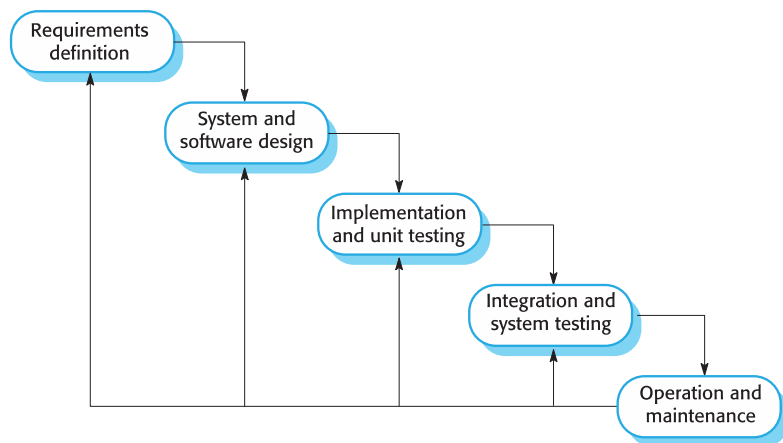 Requirements
definition
System and
software design
Implementation
and unit testing
Integration and
system testing
Operation and
maintenance